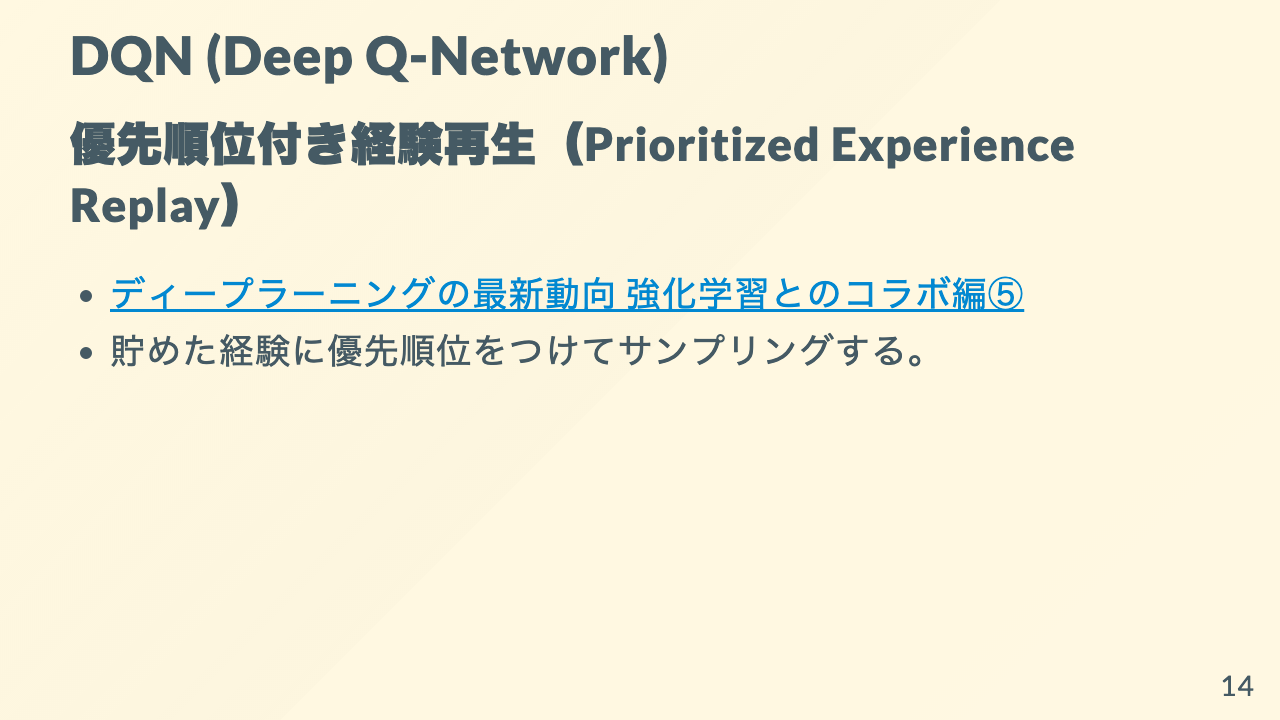 DQN (Deep Q-Network)
優先順位付き経験再生（Prioritized Experience
Replay）
• ディープラーニングの最新動向 強化学習とのコラボ編⑤
• 貯めた経験に優先順位をつけてサンプリングする。
14